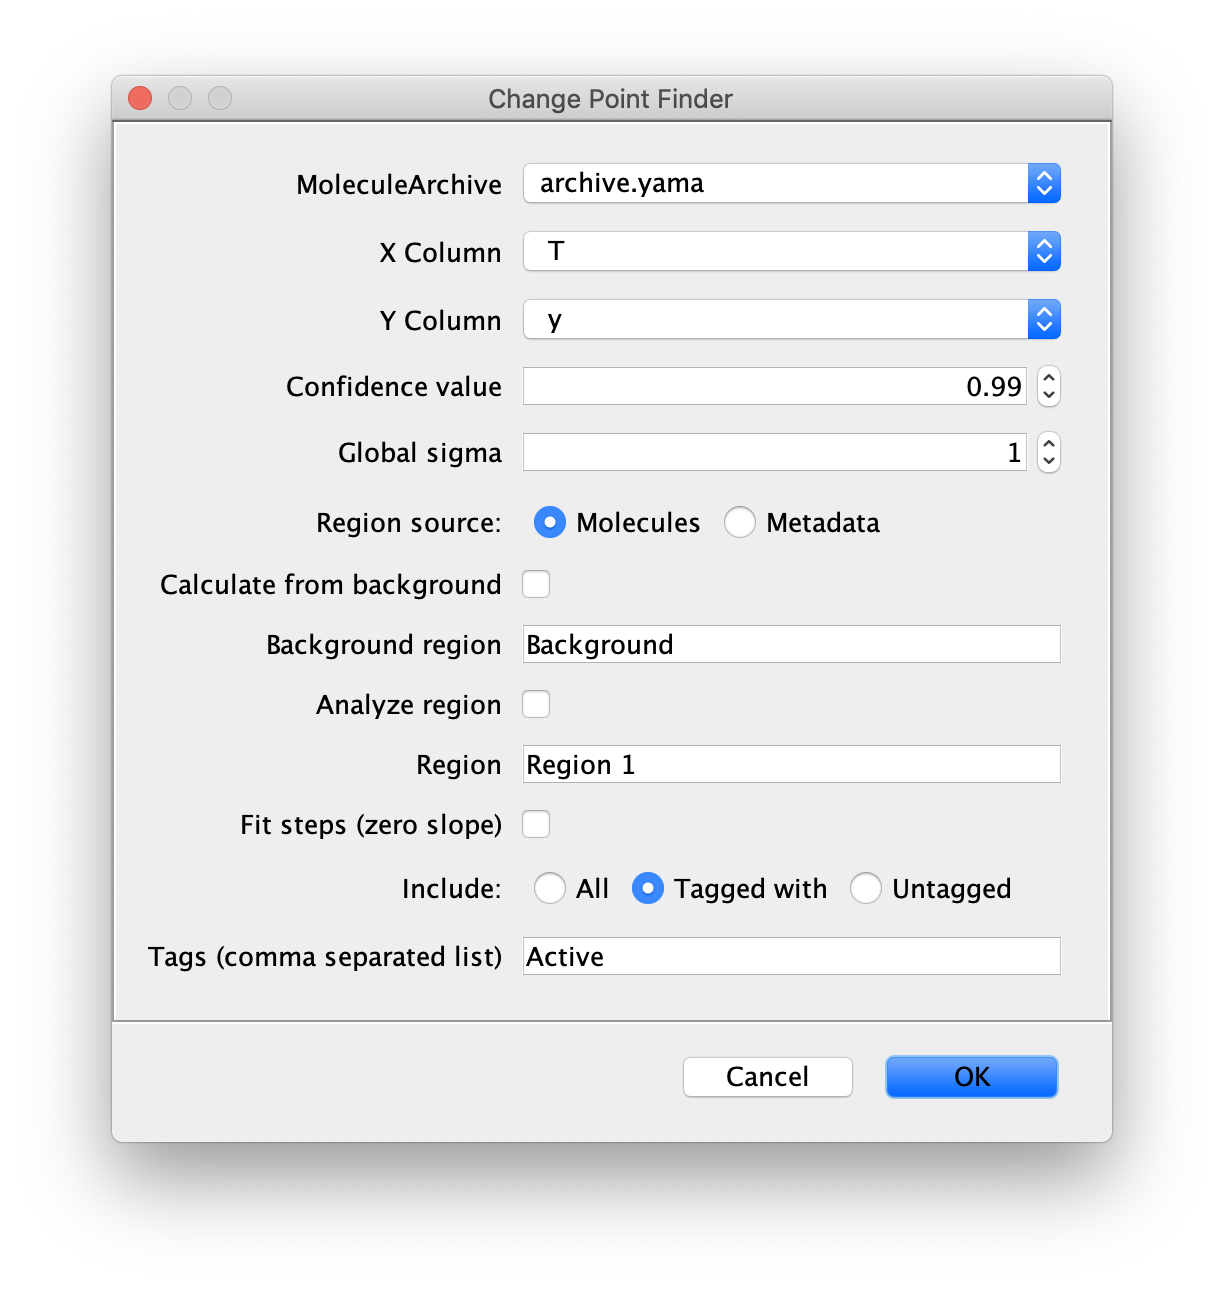 Change Point Finder
MoleculeArchive archive.yama
X Column T
Y Column y
Confidence value 0.99
Global sigma 1
Region source: Molecules Metadata
Calculate from background
Background region Background
Analyze region
Region Region 1
Fit steps (zero slope)
Include: All Tagged with Untagged
Tags (comma separated list) Active
Cancel OK